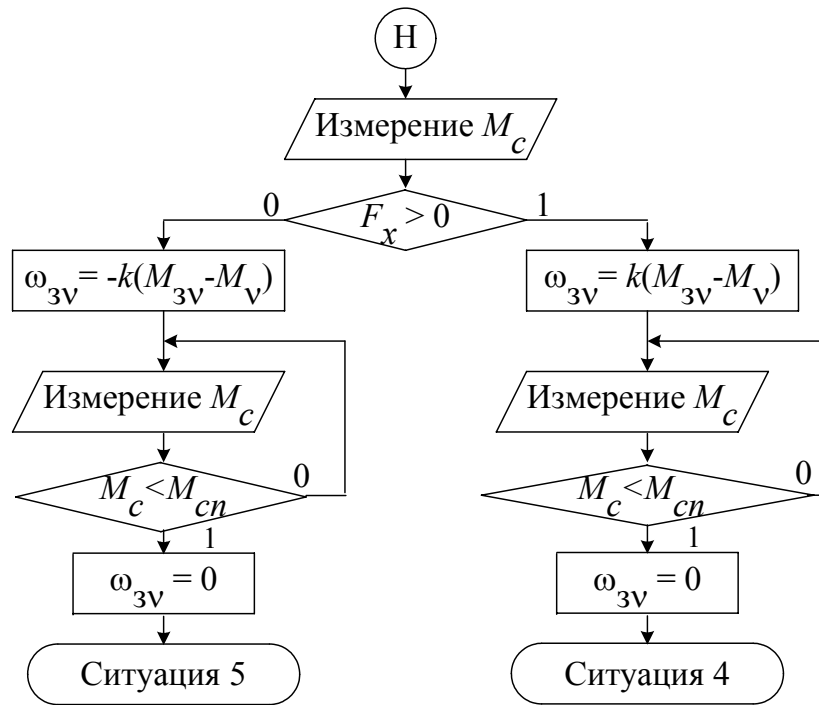 Н
Измерение M_c
0
F_x > 0
1
ω_зν = -k(M_зν-M_ν)
ω_зν = k(M_зν-M_ν)
Измерение M_c
Измерение M_c
M_c<M_cn
0
M_c<M_cn
0
1
1
ω_зν = 0
ω_зν = 0
Ситуация 5
Ситуация 4